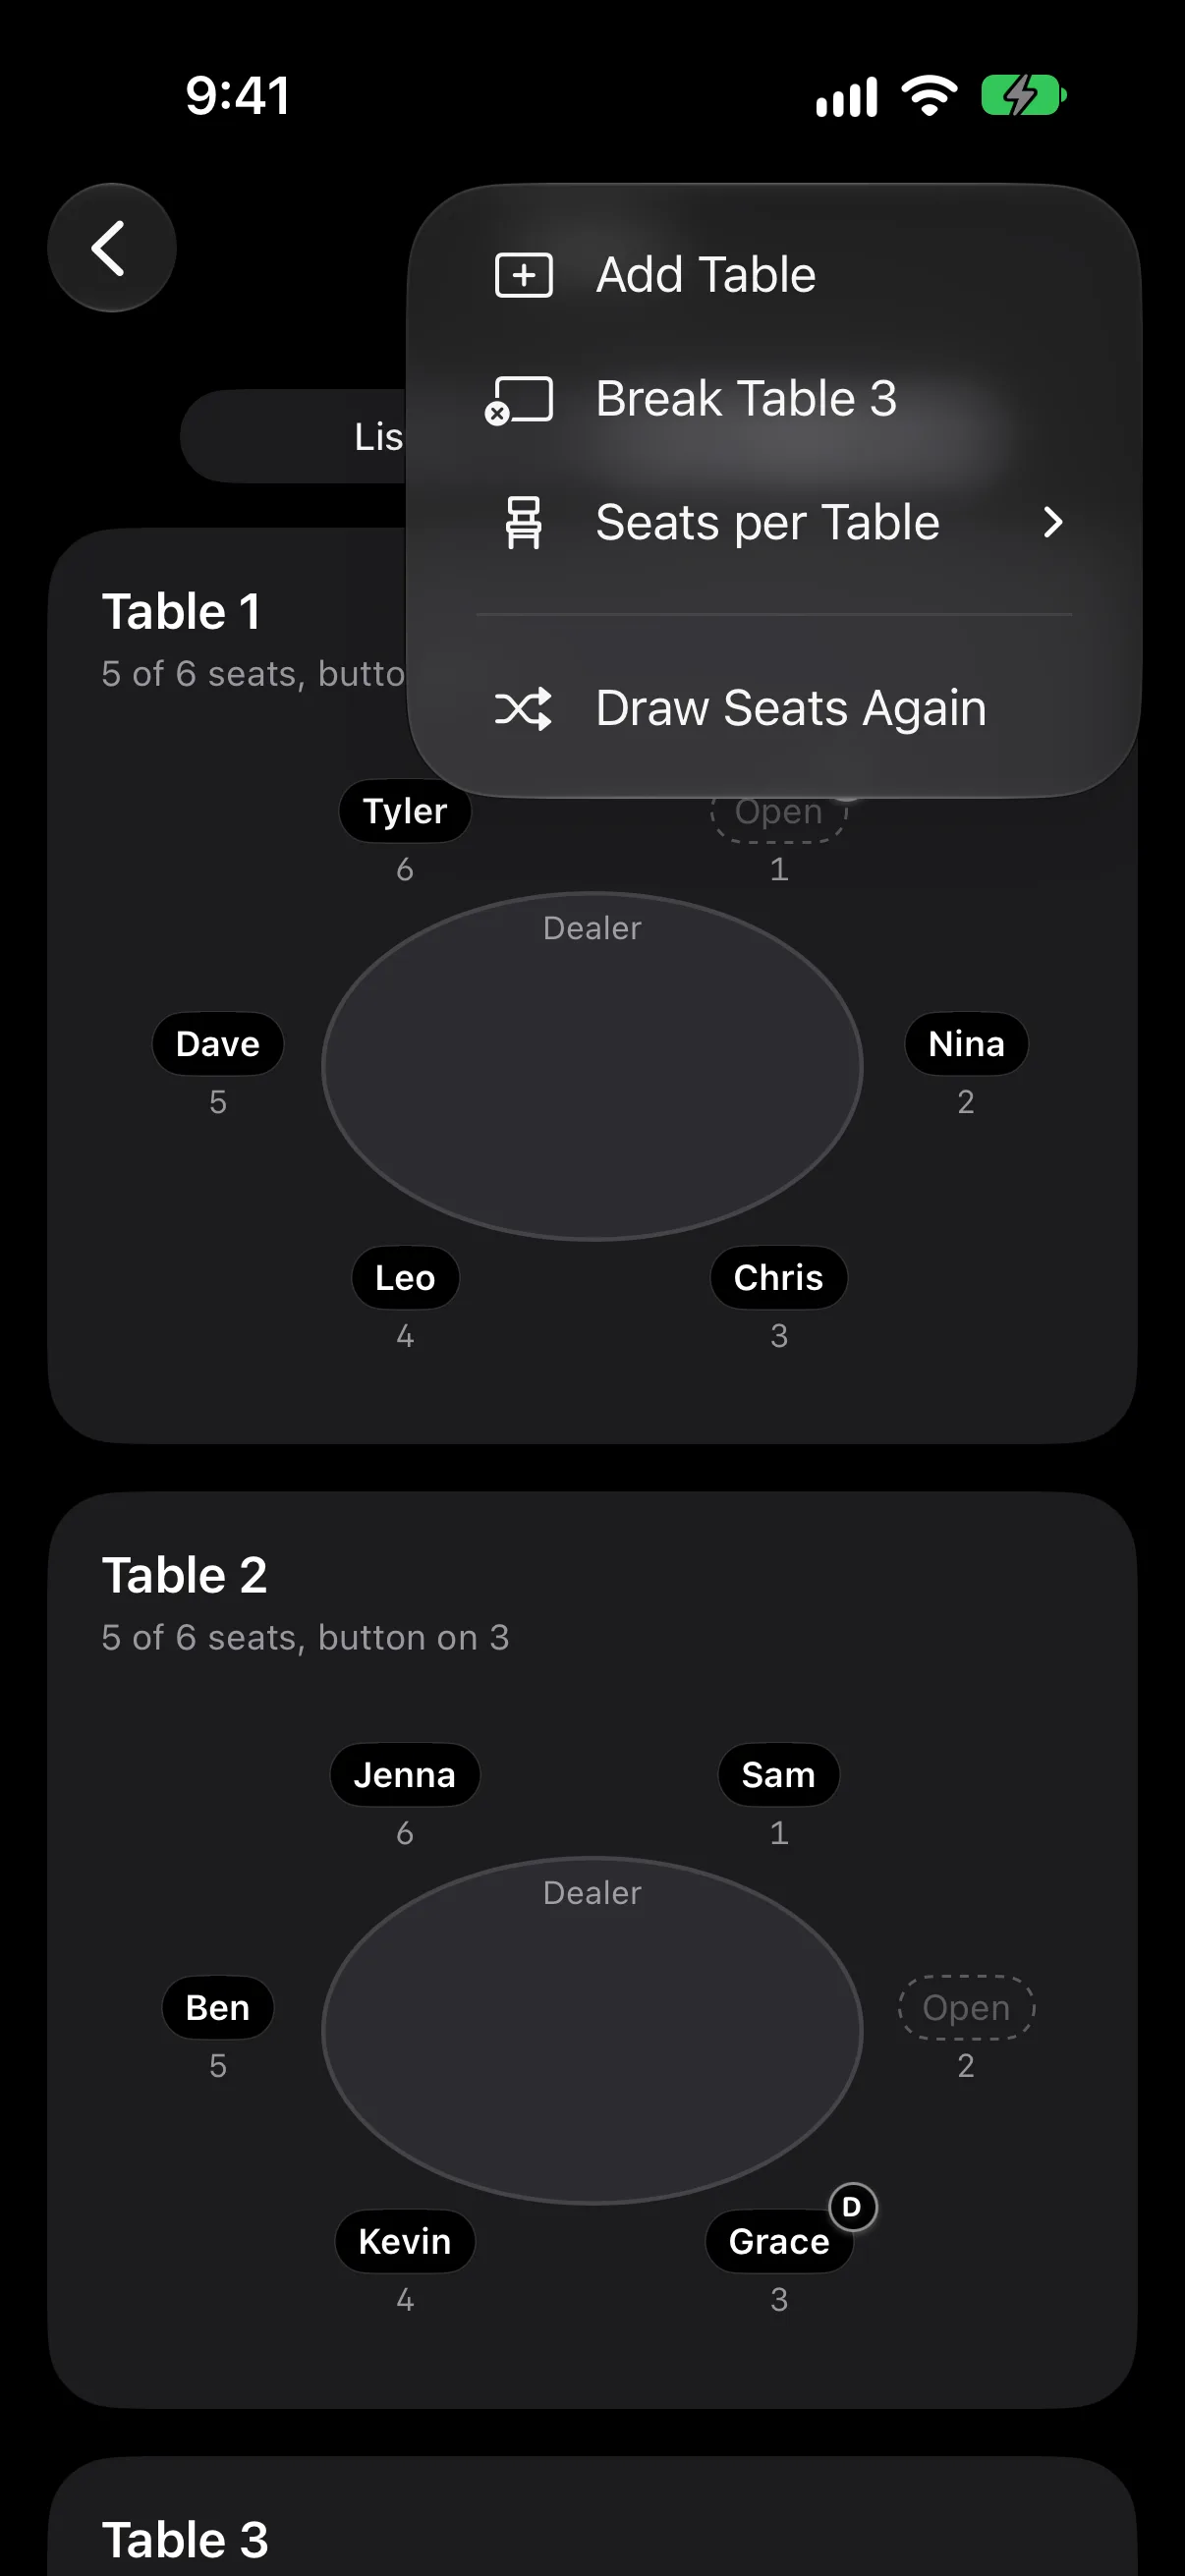 9:41
Add Table
Break Table 3
Lis
Seats per Table
Table 1
5 of 6 seats, butto
Draw Seats Again
Tyler
Open
6
1
Dealer
Dave
Nina
5
2
Leo
Chris
4
3
Table 2
5 of 6 seats, button on 3
Jenna
Sam
6
1
Dealer
Ben
Open
5
2
D
Kevin
Grace
4
3
Table 3